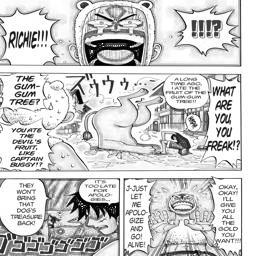 !!!?
RICHIE!!!
A LONG
TIME AGO,
I ATE THE
FRUIT OF THE
GUM-GUM
TREE!!
WHAT
ARE
YOU,
YOU
FREAK!?
THE
GUM-
GUM
TREE?
YOU ATE
THE
DEVIL'S
FRUIT,
LIKE
CAPTAIN
BUGGY!?
OKAY,
OKAY!
I'LL
GIVE
YOU ALL
THE
GOLD
YOU
WANT!!!
J-JUST
LET ME
APOLO-
GIZE
AND
GO!
ALIVE!
IT'S
TOO LATE
FOR
APOLO-
GIES...
THEY
WON'T
BRING
THAT
DOG'S
TREASURE
BACK!